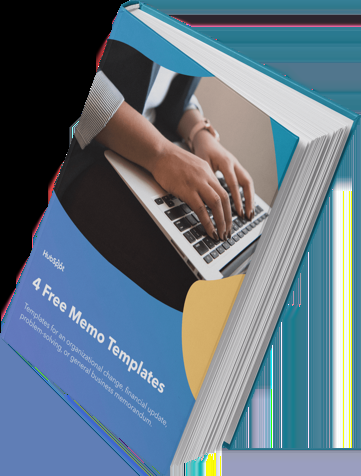 HubSpot
4 Free Memo Templates
Templates for an organizational change, financial update,
problem-solving, or general business memorandum.